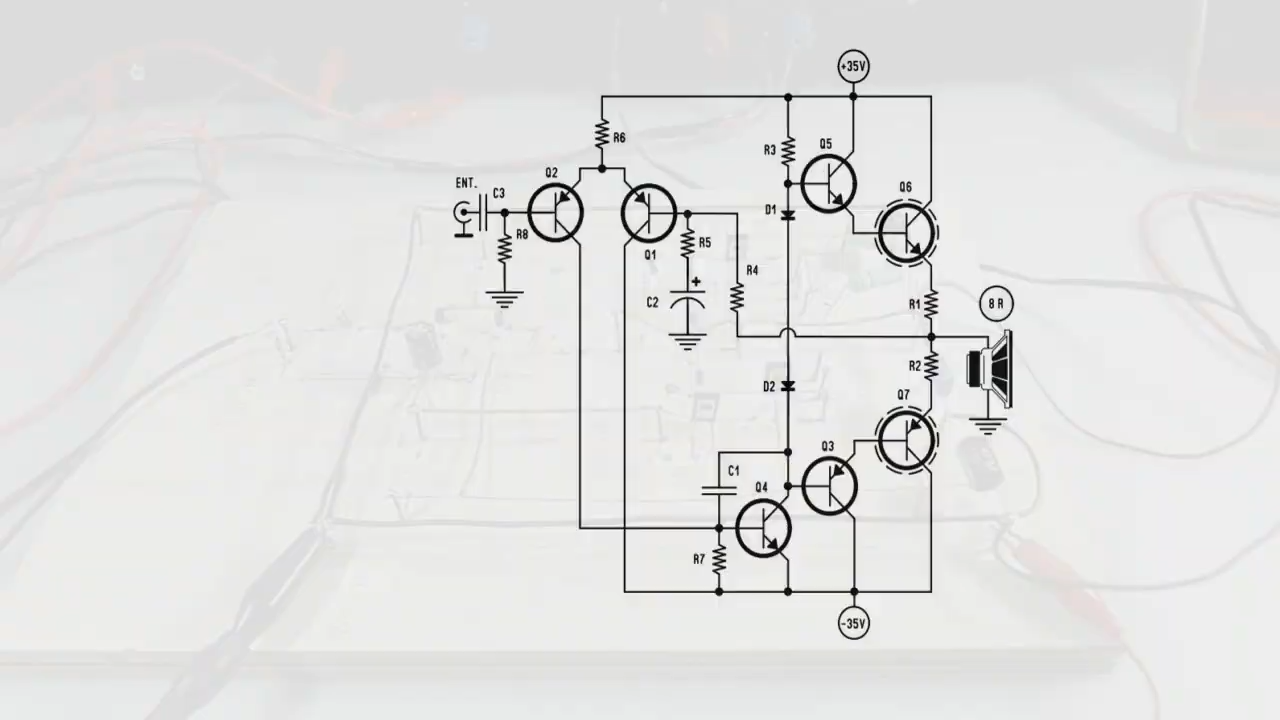 +35V
R6
R3
Q5
Q2
ENT.
C3
Q6
D1
R8
R5
Q1
R4
+
C2
R1
8 R
R2
D2
Q7
Q3
C1
Q4
R7
-35V